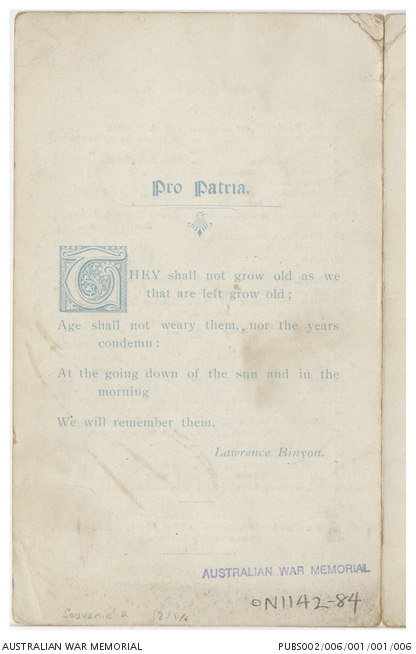 Pro Patria.
THEY shall not grow old as we
that are left grow old;
Age shall not weary them, nor the years
condemn:
At the going down of the sun and in the
morning
We will remember them.
Lawrence Binyon.
AUSTRALIAN WAR MEMORIAL
ON1142-84
Souvenir 2
AUSTRALIAN WAR MEMORIAL
PUBS002/006/001/001/006